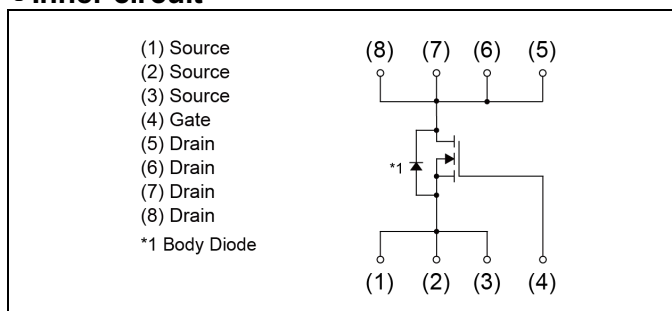 Inner circuit
(1) Source
(2) Source
(3) Source
(4) Gate
(5) Drain
(6) Drain
(7) Drain
(8) Drain
*1 Body Diode
(8) (7) (6) (5)
*1
(1) (2) (3) (4)